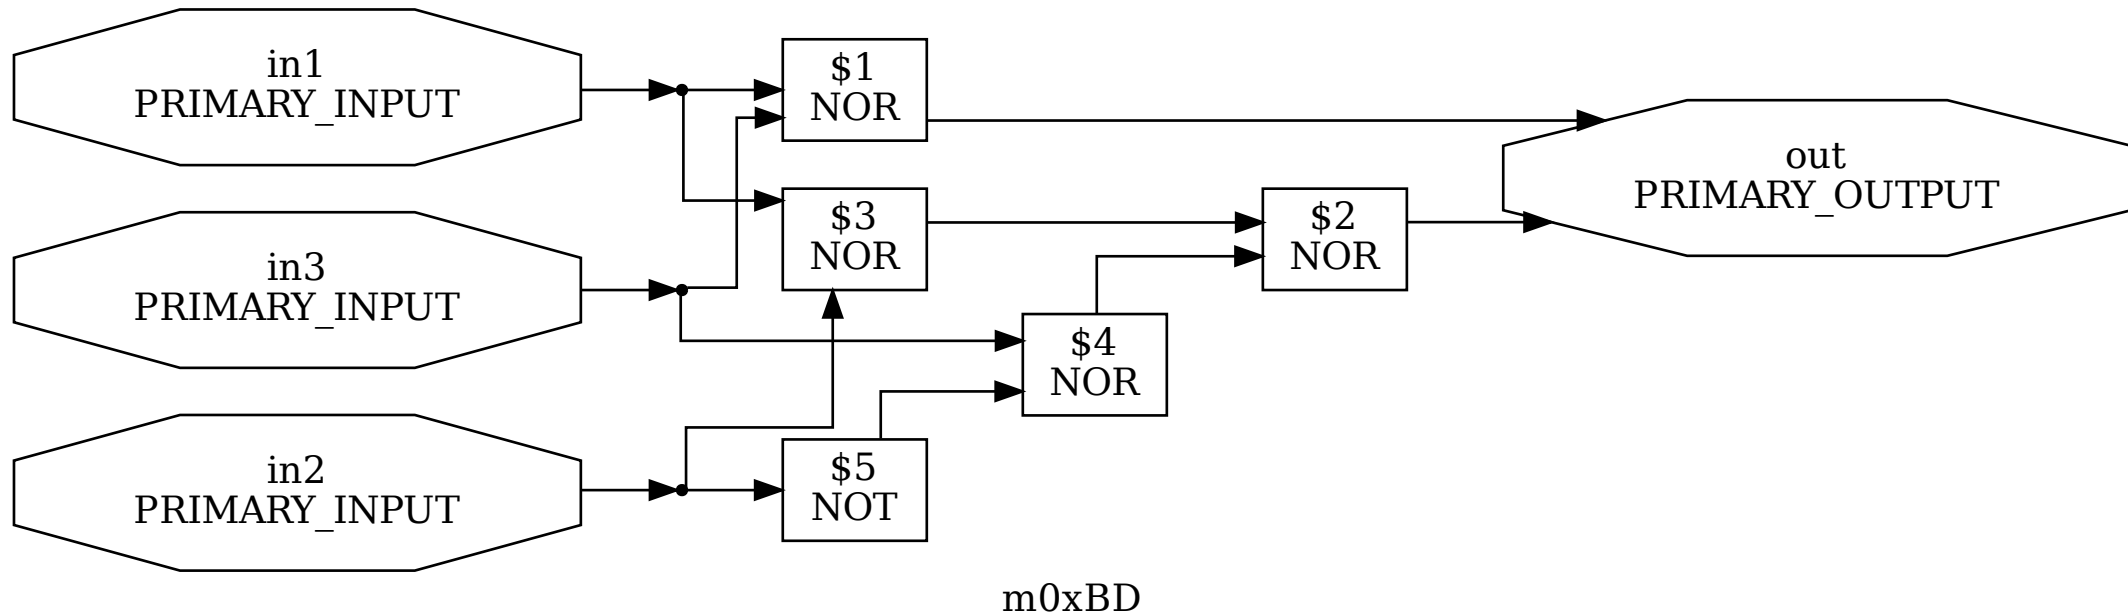 in1
PRIMARY_INPUT
$1
NOR
out
PRIMARY_OUTPUT
in3
PRIMARY_INPUT
$3
NOR
$2
NOR
$4
NOR
in2
PRIMARY_INPUT
$5
NOT
m0xBD